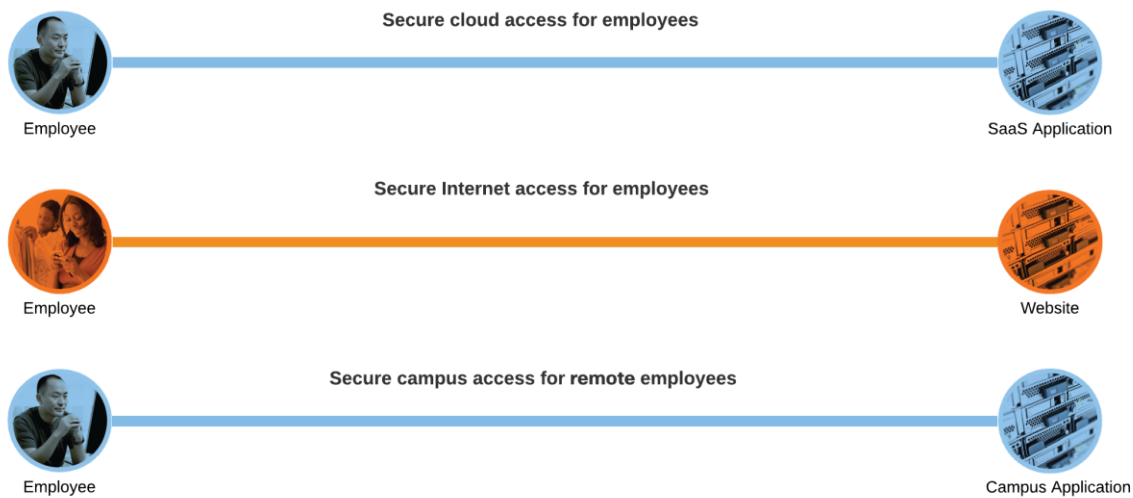 Secure cloud access for employees
Employee
SaaS Application
Secure Internet access for employees
Employee
Website
Secure campus access for remote employees
Employee
Campus Application